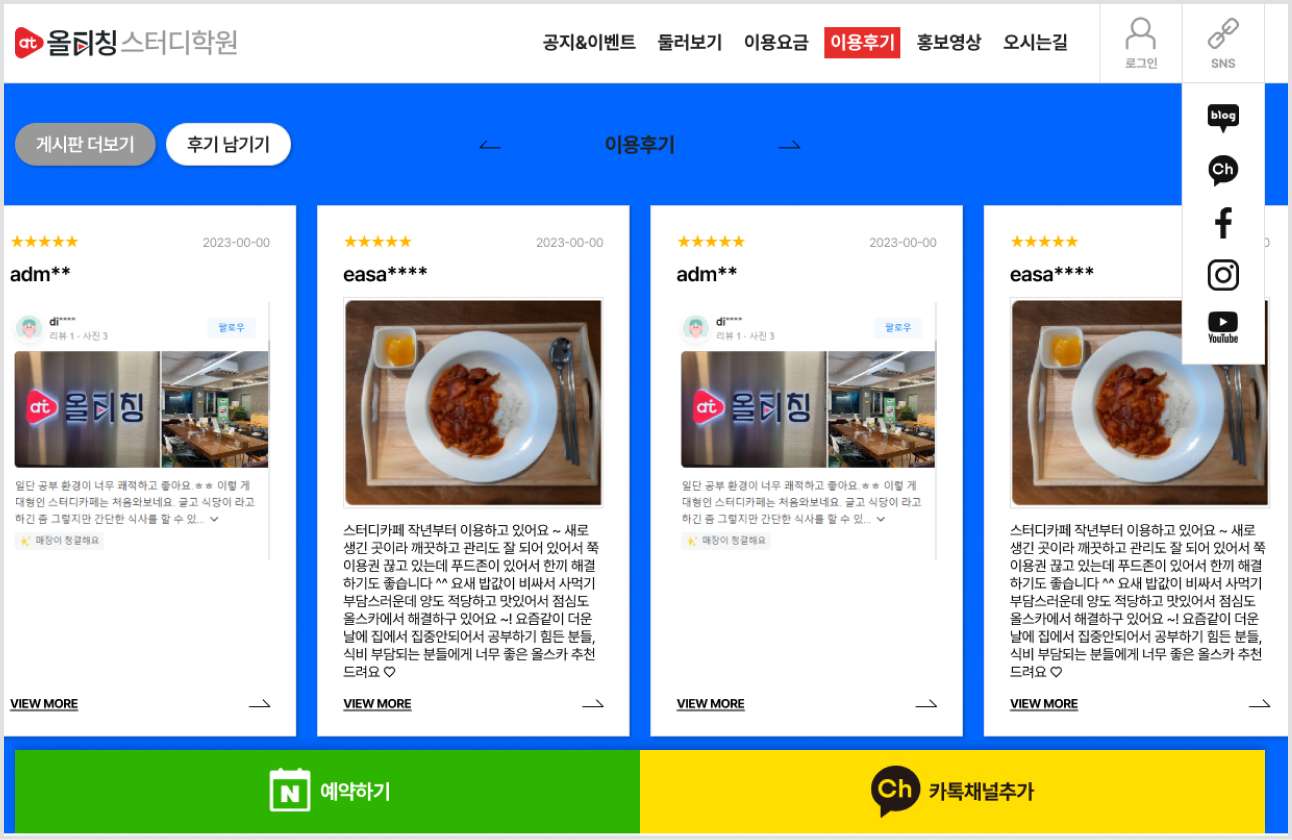 at 올티칭 스터디학원
공지&이벤트 둘러보기 이용요금 이용후기 홍보영상 오시는길
로그인
SNS
blog
Ch
YouTube
게시판 더보기 후기 남기기
← 이용후기 →
★★★★★ 2023-00-00
adm**
di****
리뷰 1 · 사진 3
팔로우
at 올티칭
일단 공부 환경이 너무 쾌적하고 좋아요.ㅎㅎ 이렇 게
대형인 스터디카페는 처음와보네요. 글고 식당이 라고
하긴 좀 그렇지만 간단한 식사를 할 수 있...
매장이 청결해요
VIEW MORE
★★★★★ 2023-00-00
easa****
스터디카페 작년부터 이용하고 있어요 ~ 새로
생긴 곳이라 깨끗하고 관리도 잘 되어 있어서 쭉
이용권 끊고 있는데 푸드존이 있어서 한끼 해결
하기도 좋습니다 ^^ 요새 밥값이 비싸서 사먹기
부담스러운데 양도 적당하고 맛있어서 점심도
올스카에서 해결하구 있어요 ~! 요즘같이 더운
날에 집에서 집중안되어서 공부하기 힘든 분들,
식비 부담되는 분들에게 너무 좋은 올스카 추천
드려요 ♡
VIEW MORE
★★★★★ 2023-00-00
adm**
di****
리뷰 1 · 사진 3
팔로우
at 올티칭
일단 공부 환경이 너무 쾌적하고 좋아요.ㅎㅎ 이렇 게
대형인 스터디카페는 처음와보네요. 글고 식당이 라고
하긴 좀 그렇지만 간단한 식사를 할 수 있...
매장이 청결해요
VIEW MORE
★★★★★
easa****
스터디카페 작년부터 이용하고 있어요 ~ 새로
생긴 곳이라 깨끗하고 관리도 잘 되어 있어서 쭉
이용권 끊고 있는데 푸드존이 있어서 한끼 해결
하기도 좋습니다 ^^ 요새 밥값이 비싸서 사먹기
부담스러운데 양도 적당하고 맛있어서 점심도
올스카에서 해결하구 있어요 ~! 요즘같이 더운
날에 집에서 집중안되어서 공부하기 힘든 분들,
식비 부담되는 분들에게 너무 좋은 올스카 추천
드려요 ♡
VIEW MORE
N 예약하기
Ch 카톡채널추가